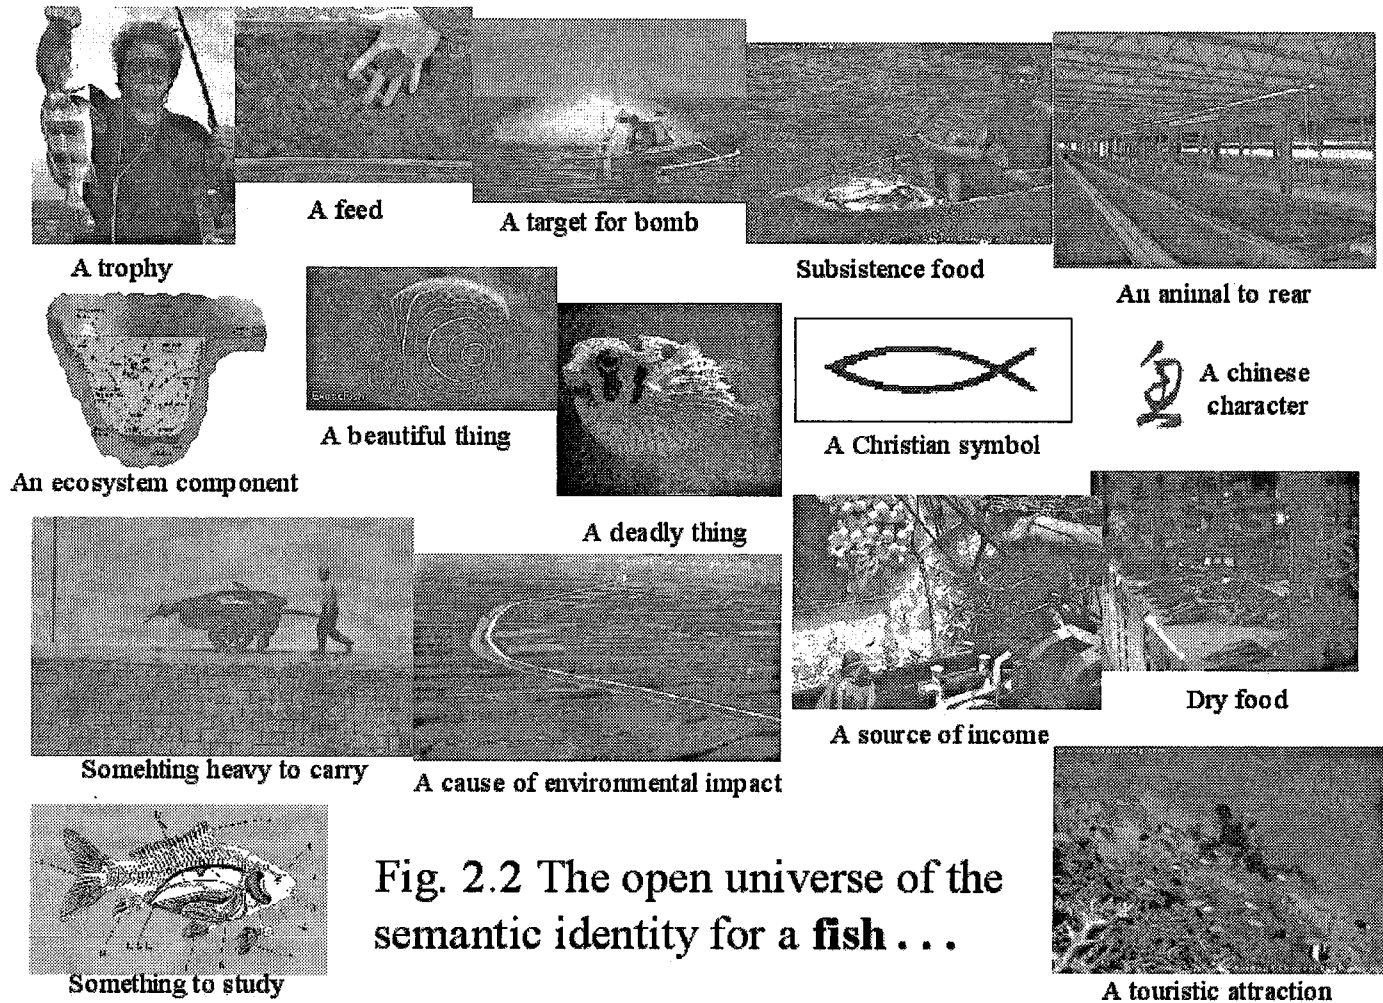 A trophy
A feed
A target for bomb
Subsistence food
An animal to rear
An ecosystem component
A beautiful thing
A deadly thing
A Christian symbol
魚
A chinese
character
Somehting heavy to carry
A cause of environmental impact
A source of income
Dry food
Something to study
Fig. 2.2 The open universe of the
semantic identity for a fish . . .
A touristic attraction